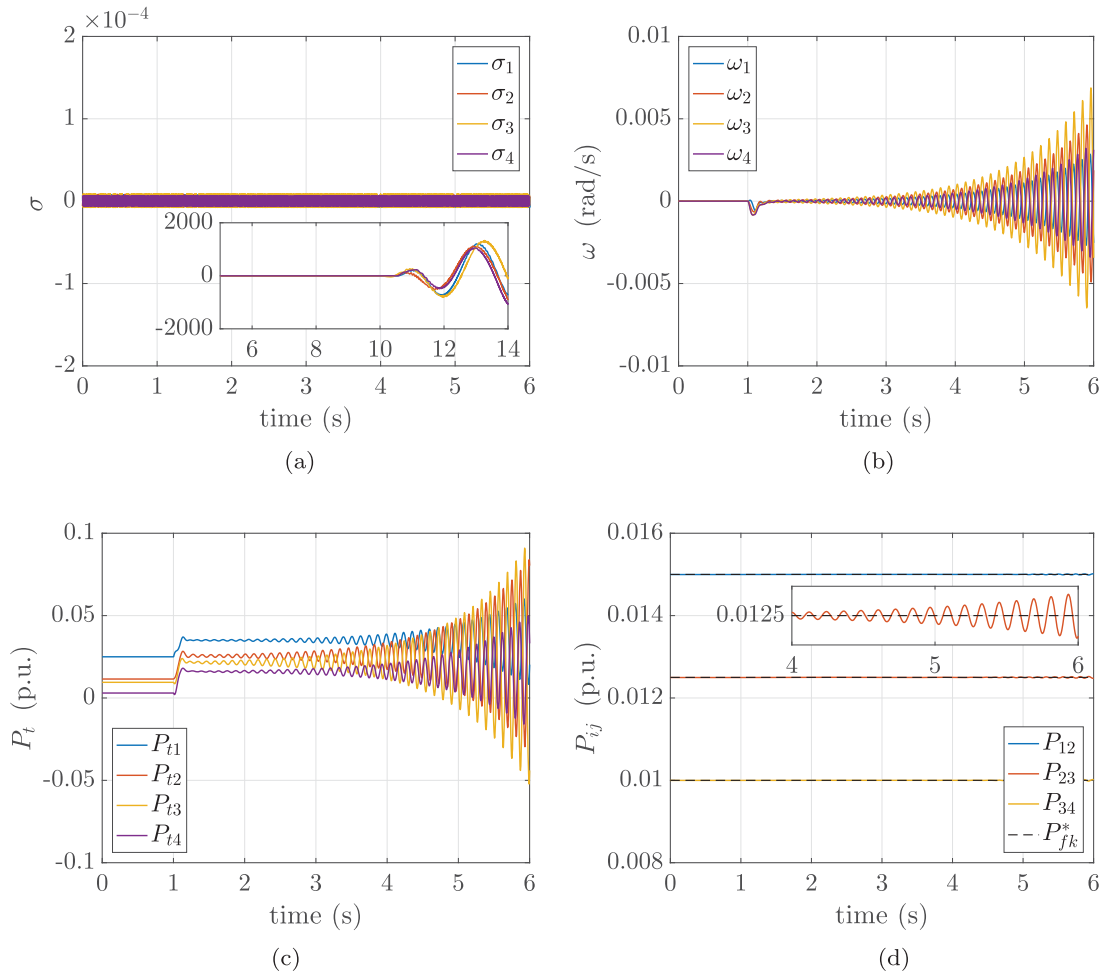 ×10⁻⁴
2
1
0
-1
-2
σ
σ₁
σ₂
σ₃
σ₄
2000
0
-2000
6 8 10 12 14
0 1 2 3 4 5 6
time (s)
(a)
0.01
0.005
0
-0.005
-0.01
ω (rad/s)
ω₁
ω₂
ω₃
ω₄
0 1 2 3 4 5 6
time (s)
(b)
0.1
0.05
0
-0.05
-0.1
Pₜ (p.u.)
Pₜ₁
Pₜ₂
Pₜ₃
Pₜ₄
0 1 2 3 4 5 6
time (s)
(c)
0.016
0.014
0.012
0.01
0.008
P_{ij} (p.u.)
0.0125
4 5 6
P₁₂
P₂₃
P₃₄
P*_{fk}
0 1 2 3 4 5 6
time (s)
(d)